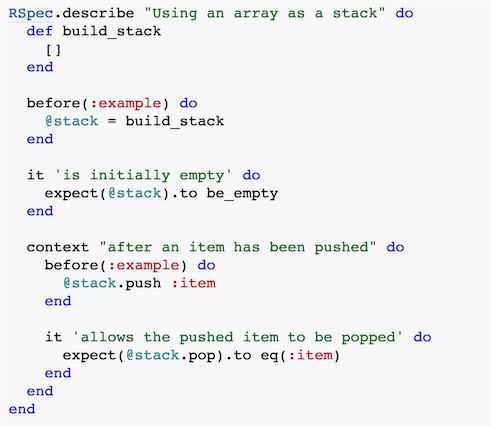 RSpec.describe "Using an array as a stack" do
  def build_stack
    []
  end

  before(:example) do
    @stack = build_stack
  end

  it 'is initially empty' do
    expect(@stack).to be_empty
  end

  context "after an item has been pushed" do
    before(:example) do
      @stack.push :item
    end

    it 'allows the pushed item to be popped' do
      expect(@stack.pop).to eq(:item)
    end
  end
end